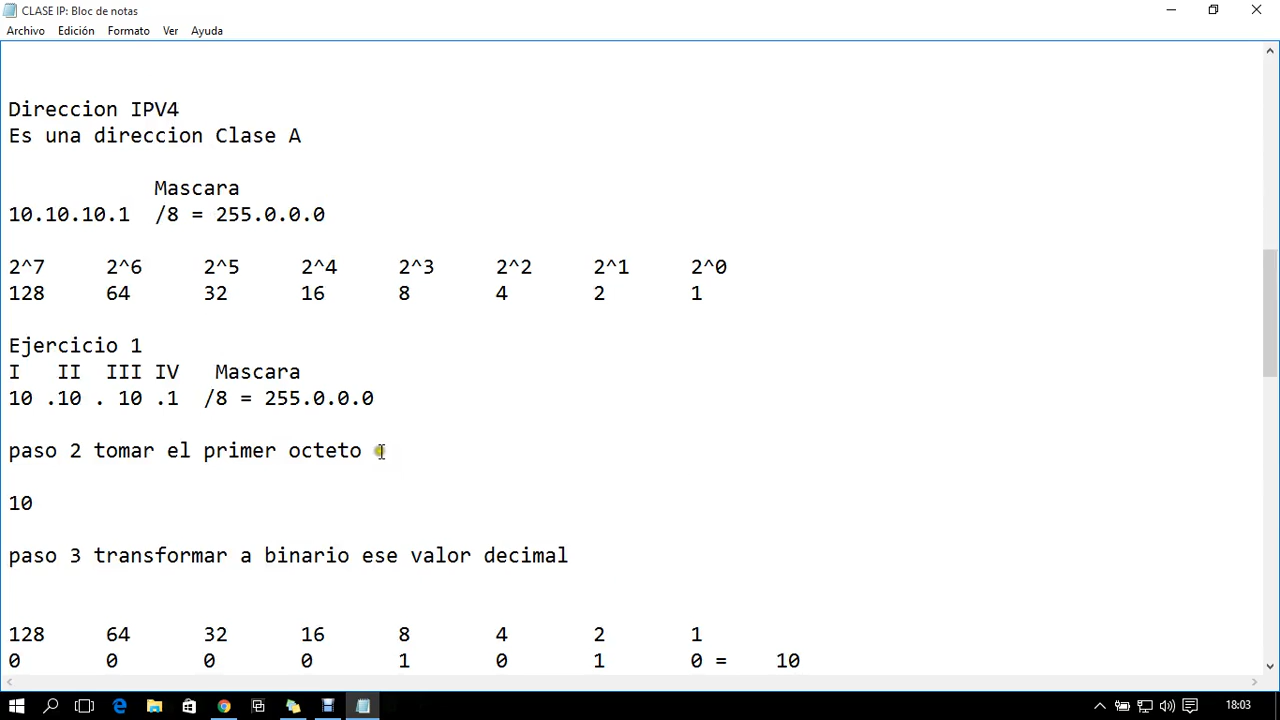 CLASE IP: Bloc de notas
Archivo Edición Formato Ver Ayuda
Direccion IPV4
Es una direccion Clase A
Mascara
10.10.10.1 /8 = 255.0.0.0
2^7 2^6 2^5 2^4 2^3 2^2 2^1 2^0
128 64 32 16 8 4 2 1
Ejercicio 1
I II III IV Mascara
10 .10 . 10 .1 /8 = 255.0.0.0
paso 2 tomar el primer octeto
10
paso 3 transformar a binario ese valor decimal
128 64 32 16 8 4 2 1
0 0 0 0 1 0 1 0 = 10
18:03